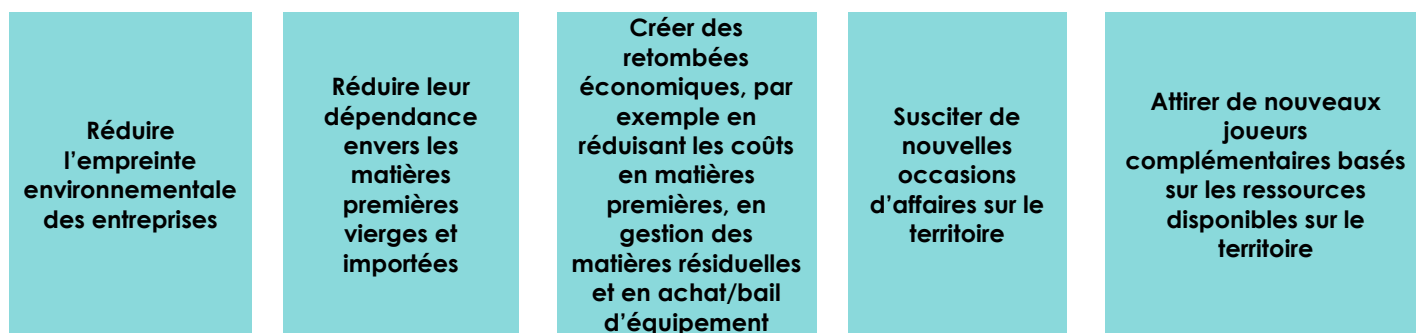 Réduire
l’empreinte
environnementale
des entreprises
Réduire leur
dépendance
envers les
matières
premières
vierges et
importées
Créer des
retombées
économiques, par
exemple en
réduisant les coûts
en matières
premières, en
gestion des
matières résiduelles
et en achat/bail
d’équipement
Susciter de
nouvelles
occasions
d’affaires sur le
territoire
Attirer de nouveaux
joueurs
complémentaires basés
sur les ressources
disponibles sur le
territoire